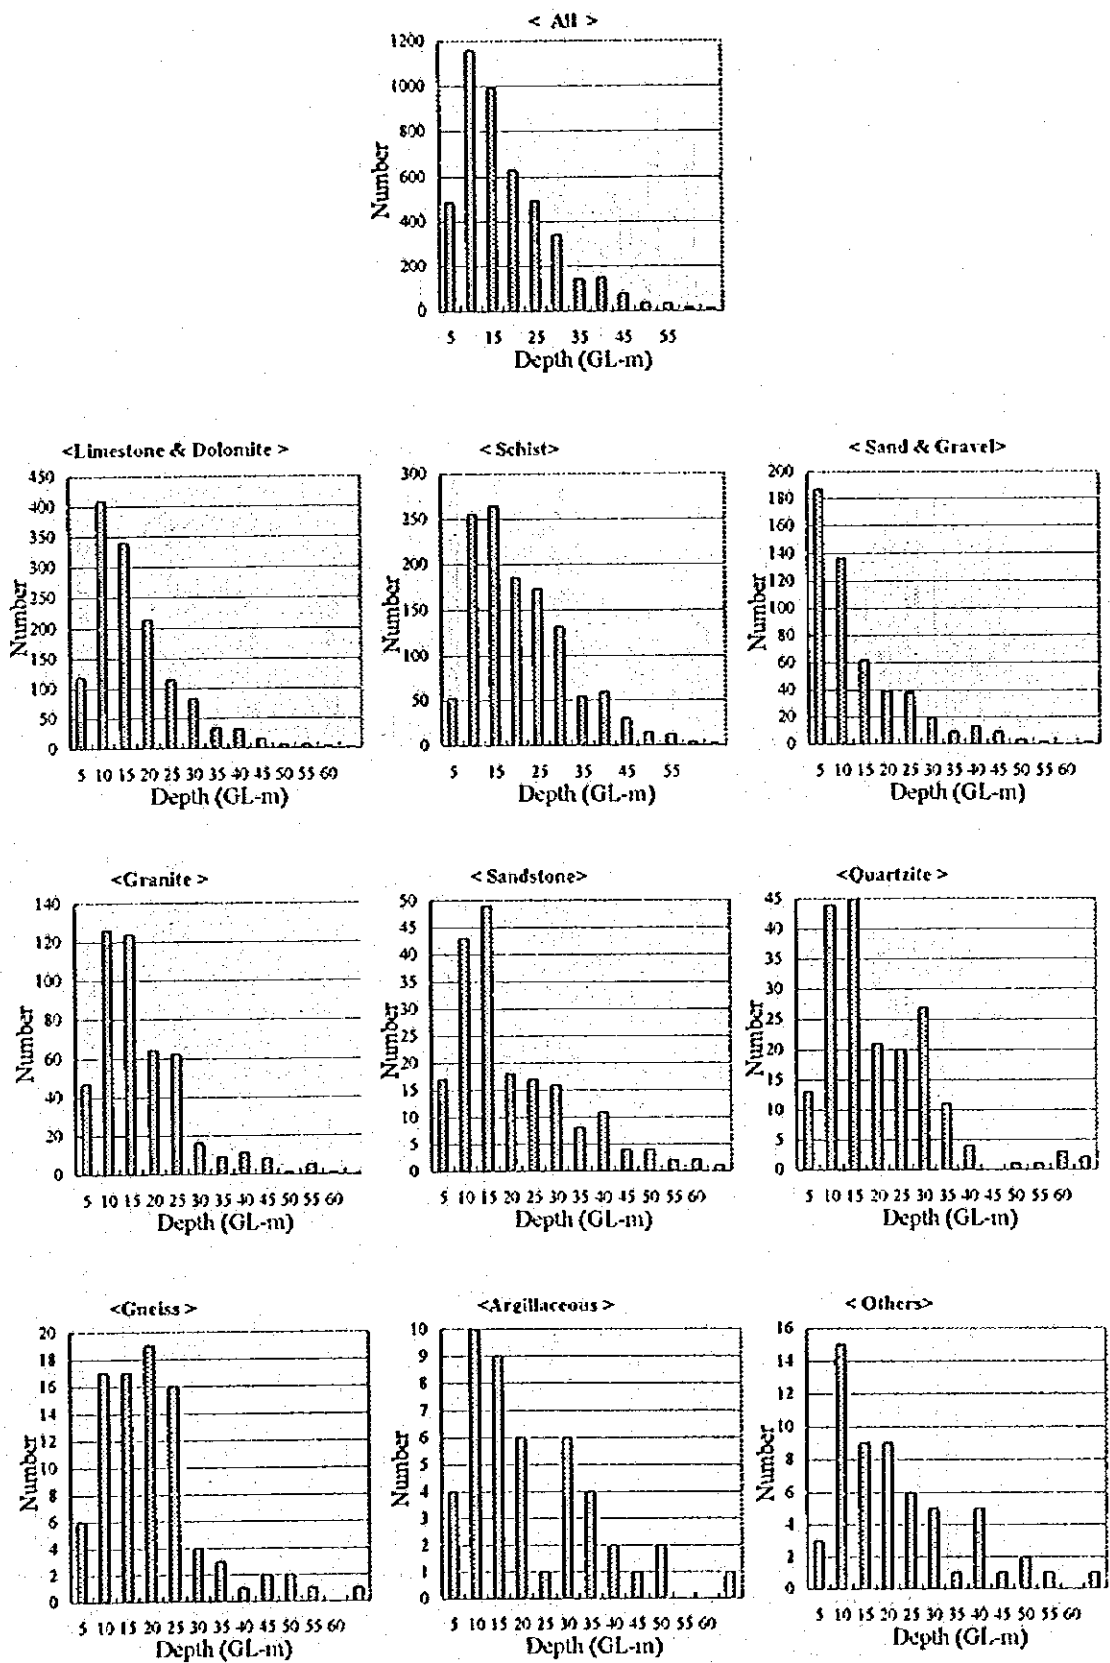 < All >
1200
1000
800
600
400
200
0
Number
5 15 25 35 45 55
Depth (GL-m)
<Limestone & Dolomite >
450
400
350
300
250
200
150
100
50
0
Number
5 10 15 20 25 30 35 40 45 50 55 60
Depth (GL-m)
< Schist>
300
250
200
150
100
50
0
Number
5 15 25 35 45 55
Depth (GL-m)
< Sand & Gravel>
200
180
160
140
120
100
80
60
40
20
0
Number
5 10 15 20 25 30 35 40 45 50 55 60
Depth (GL-m)
<Granite >
140
120
100
80
60
40
20
0
Number
5 10 15 20 25 30 35 40 45 50 55 60
Depth (GL-m)
< Sandstone>
50
45
40
35
30
25
20
15
10
5
0
Number
5 10 15 20 25 30 35 40 45 50 55 60
Depth (GL-m)
<Quartzite >
45
40
35
30
25
20
15
10
5
0
Number
5 10 15 20 25 30 35 40 45 50 55 60
Depth (GL-m)
<Gneiss >
20
18
16
14
12
10
8
6
4
2
0
Number
5 10 15 20 25 30 35 40 45 50 55 60
Depth (GL-m)
<Argillaceous >
10
9
8
7
6
5
4
3
2
1
0
Number
5 10 15 20 25 30 35 40 45 50 55 60
Depth (GL-m)
< Others>
16
14
12
10
8
6
4
2
0
Number
5 10 15 20 25 30 35 40 45 50 55 60
Depth (GL-m)